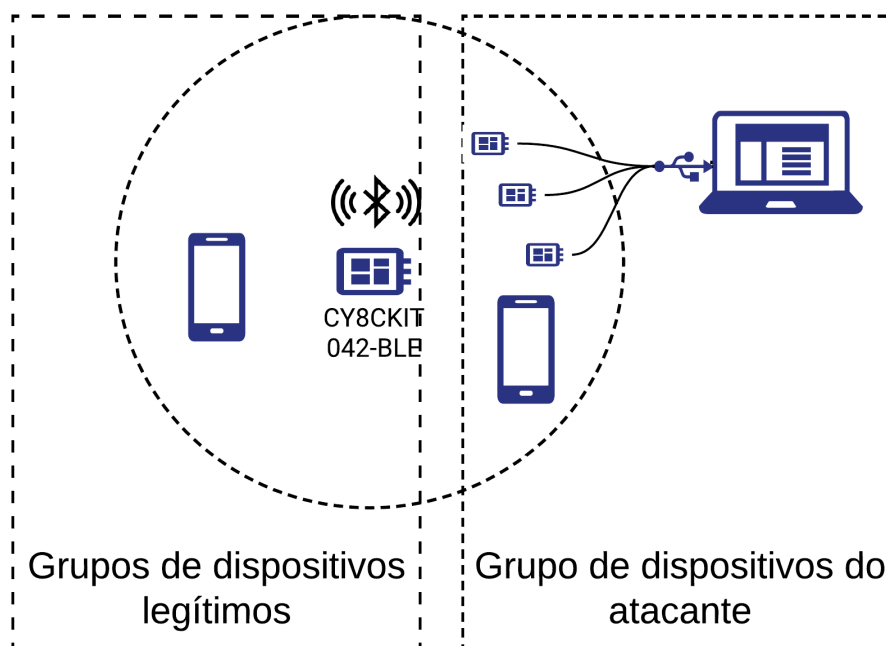 CY8CKIT
042-BLE
Grupos de dispositivos
legítimos
Grupo de dispositivos do
atacante